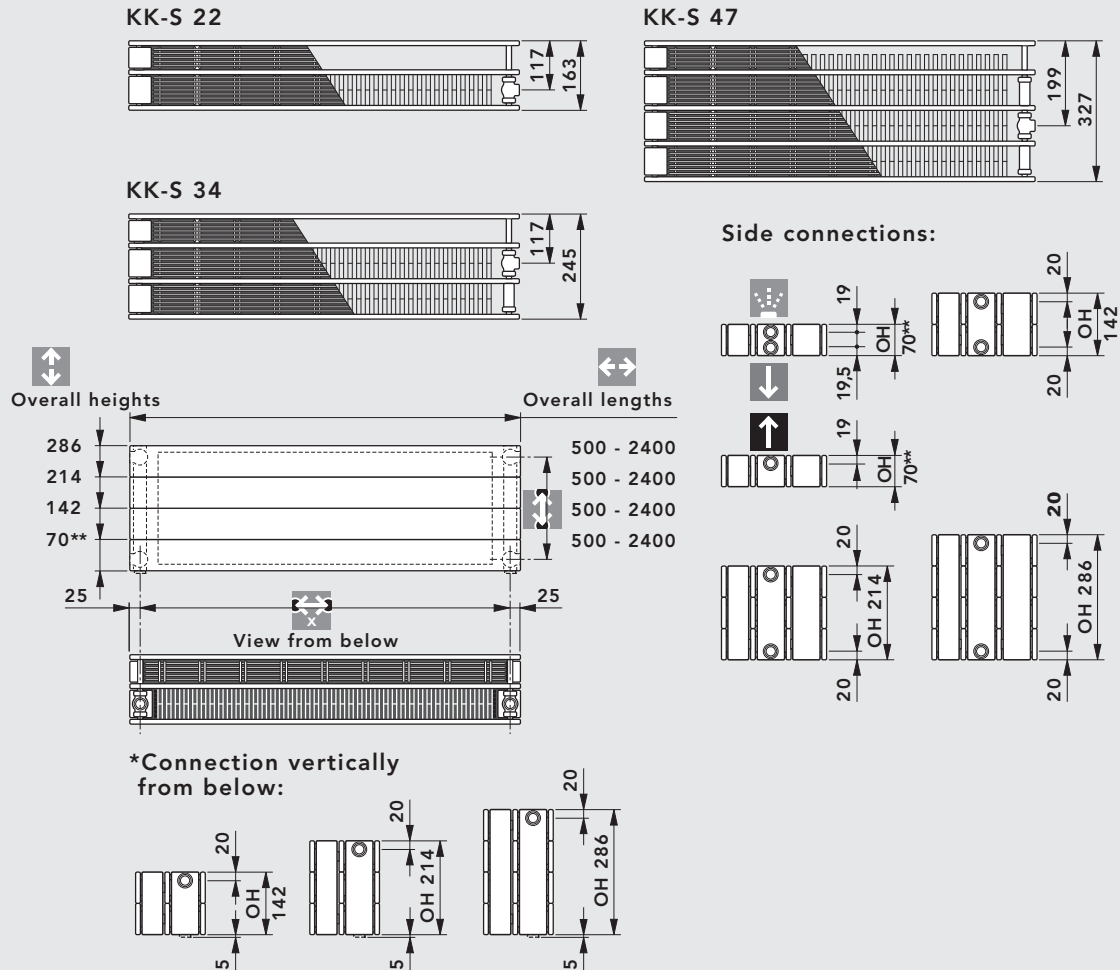 KK-S 22
117
163
KK-S 47
199
327
KK-S 34
117
245
Side connections:
19
OH
70**
19,5
20
OH
142
20
19
OH
70**
20
OH 214
20
20
OH 286
20
Overall heights
Overall lengths
286
500 - 2400
214
500 - 2400
142
500 - 2400
70**
500 - 2400
25
x
25
View from below
*Connection vertically
from below:
20
OH
142
5
20
OH 214
5
20
OH 286
5